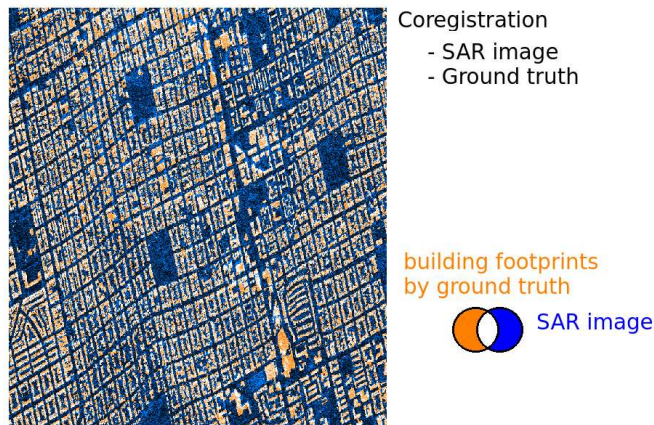 Coregistration
- SAR image
- Ground truth
building footprints
by ground truth
SAR image